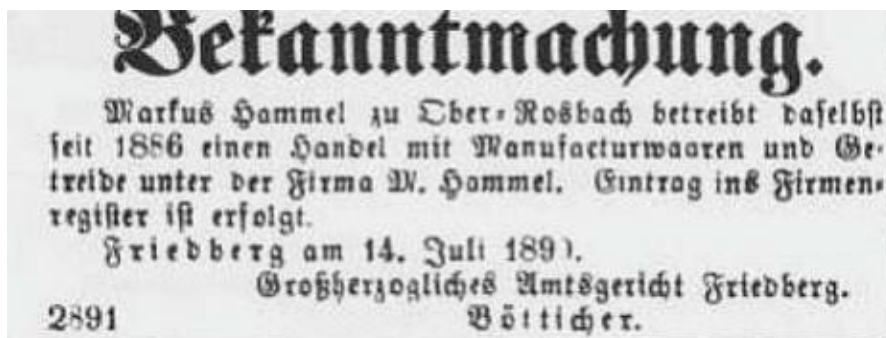 Bekanntmachung.
Markus Hammel zu Ober-Rosbach betreibt daselbst
seit 1886 einen Handel mit Manufacturwaaren und Ge-
treide unter der Firma M. Hammel. Eintrag ins Firmen-
register ist erfolgt.
Friedberg am 14. Juli
Großherzogliches Amtsgericht Friedberg.
2891 Bötticher.